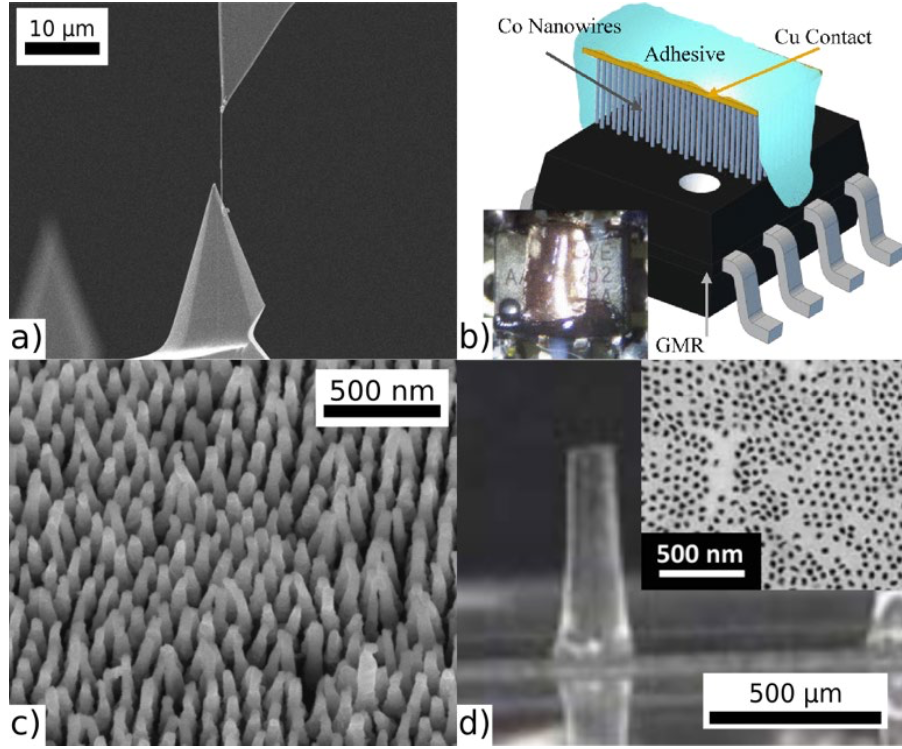 10 µm
a)
Co Nanowires
Adhesive
Cu Contact
b)
GMR
500 nm
c)
500 nm
500 µm
d)